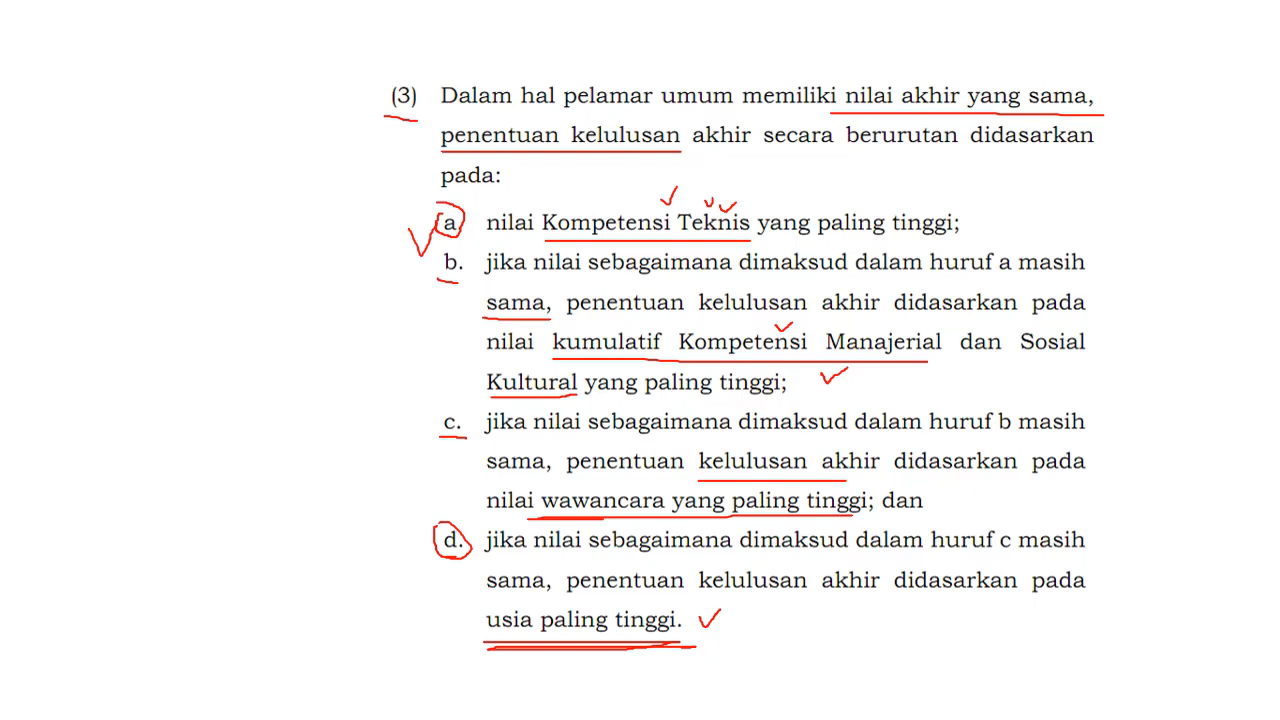 (3) Dalam hal pelamar umum memiliki nilai akhir yang sama,
penentuan kelulusan akhir secara berurutan didasarkan
pada:
a. nilai Kompetensi Teknis yang paling tinggi;
b. jika nilai sebagaimana dimaksud dalam huruf a masih
sama, penentuan kelulusan akhir didasarkan pada
nilai kumulatif Kompetensi Manajerial dan Sosial
Kultural yang paling tinggi;
c. jika nilai sebagaimana dimaksud dalam huruf b masih
sama, penentuan kelulusan akhir didasarkan pada
nilai wawancara yang paling tinggi; dan
d. jika nilai sebagaimana dimaksud dalam huruf c masih
sama, penentuan kelulusan akhir didasarkan pada
usia paling tinggi.